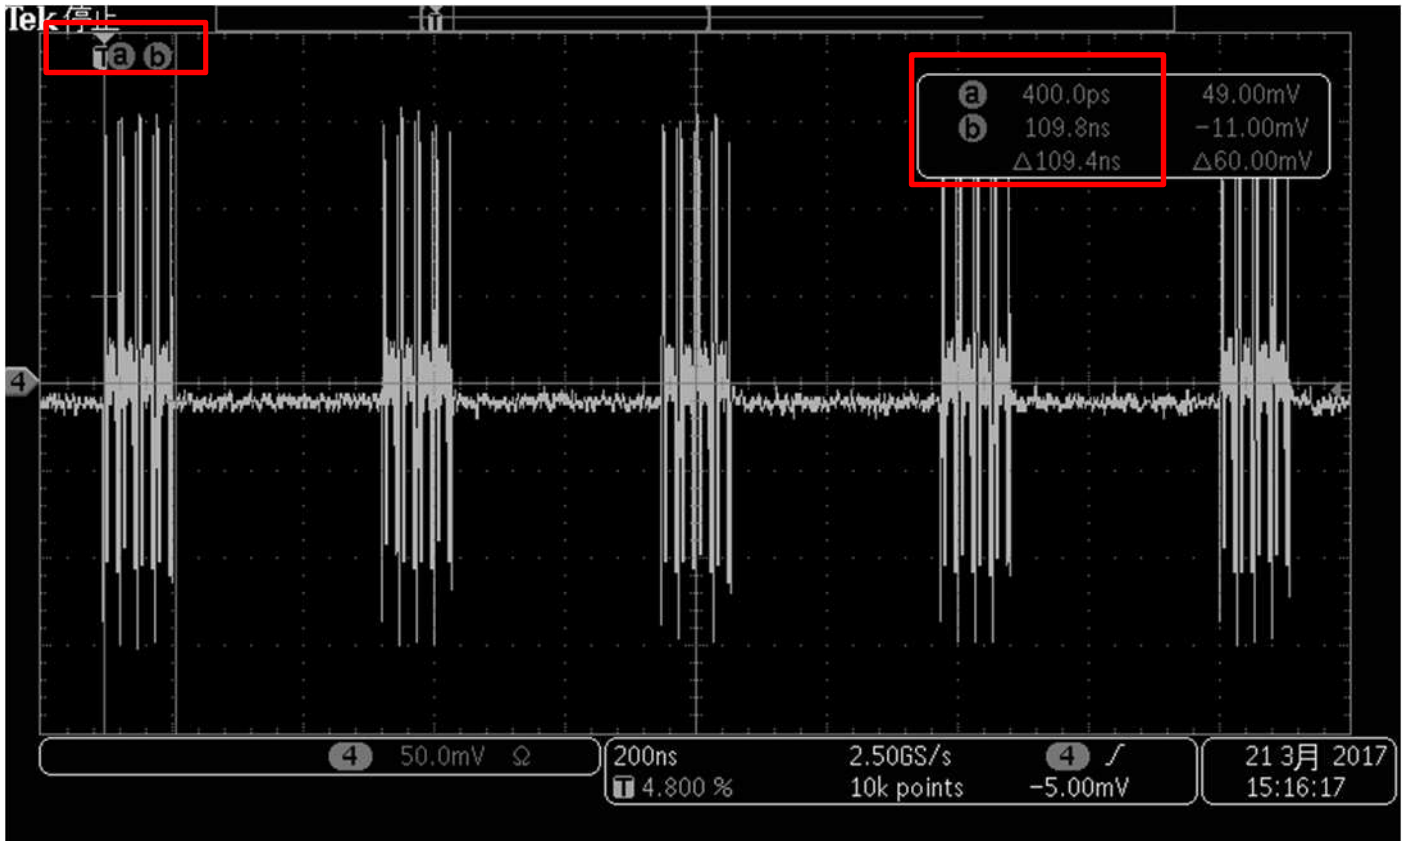 Tek 停止
T
T a b
a 400.0ps 49.00mV
b 109.8ns −11.00mV
△109.4ns △60.00mV
4
4 50.0mV Ω
200ns 2.50GS/s 4 ʃ
T 4.800 % 10k points −5.00mV
21 3月 2017
15:16:17